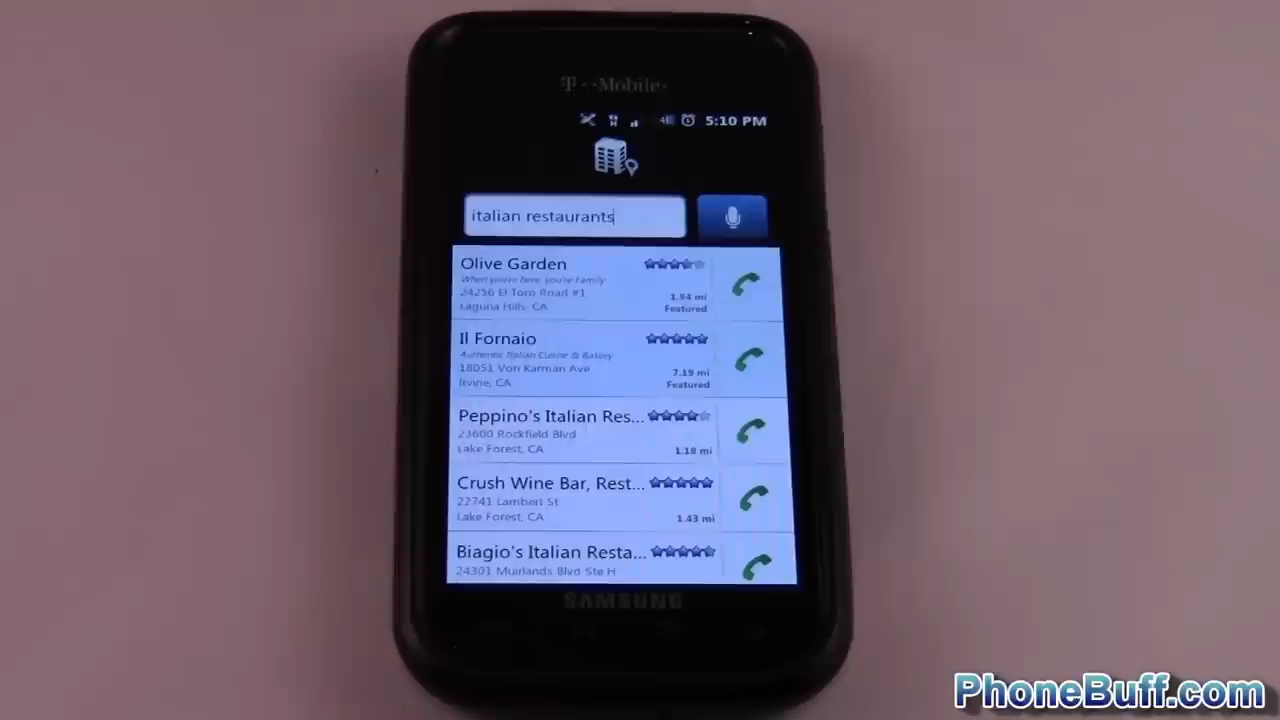 T··Mobile·
5:10 PM
italian restaurants
Olive Garden
When you're here, you're Family
24256 El Toro Road #1
1.94 mi
Laguna Hills, CA
Featured
Il Fornaio
Authentic Italian Cuisine & Bakery
18051 Von Karman Ave
7.19 mi
Irvine, CA
Featured
Peppino's Italian Res...
23600 Rockfield Blvd
Lake Forest, CA
1.18 mi
Crush Wine Bar, Rest...
22741 Lambert St
Lake Forest, CA
1.43 mi
Biagio's Italian Resta...
24301 Muirlands Blvd Ste H
SAMSUNG
PhoneBuff.com